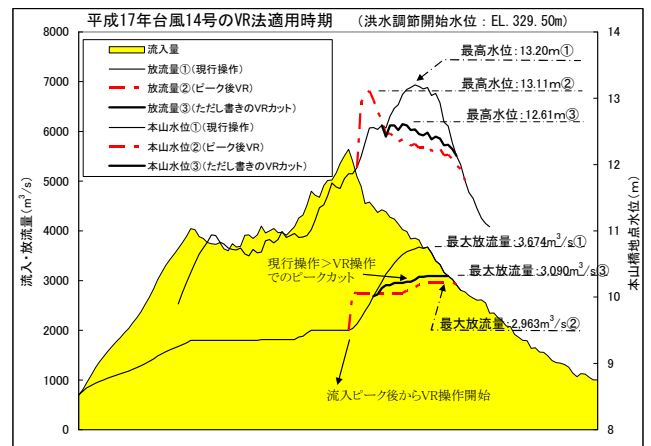 平成17年台風14号のVR法適用時期 (洪水調節開始水位:EL.329.50m)
流入量
放流量①(現行操作)
放流量②(ピーク後VR)
放流量③(ただし書きのVRカット)
本山水位①(現行操作)
本山水位②(ピーク後VR)
本山水位③(ただし書きのVRカット)
最高水位:13.20m①
最高水位:13.11m②
最高水位:12.61m③
最大放流量:3,674m³/s①
最大放流量:3,090m³/s③
最大放流量:2,963m³/s②
現行操作>VR操作
でのピークカット
流入ピーク後からVR操作開始
流入・放流量(m³/s)
8000
7000
6000
5000
4000
3000
2000
1000
0
本山橋地点水位(m)
14
13
12
11
10
9
8